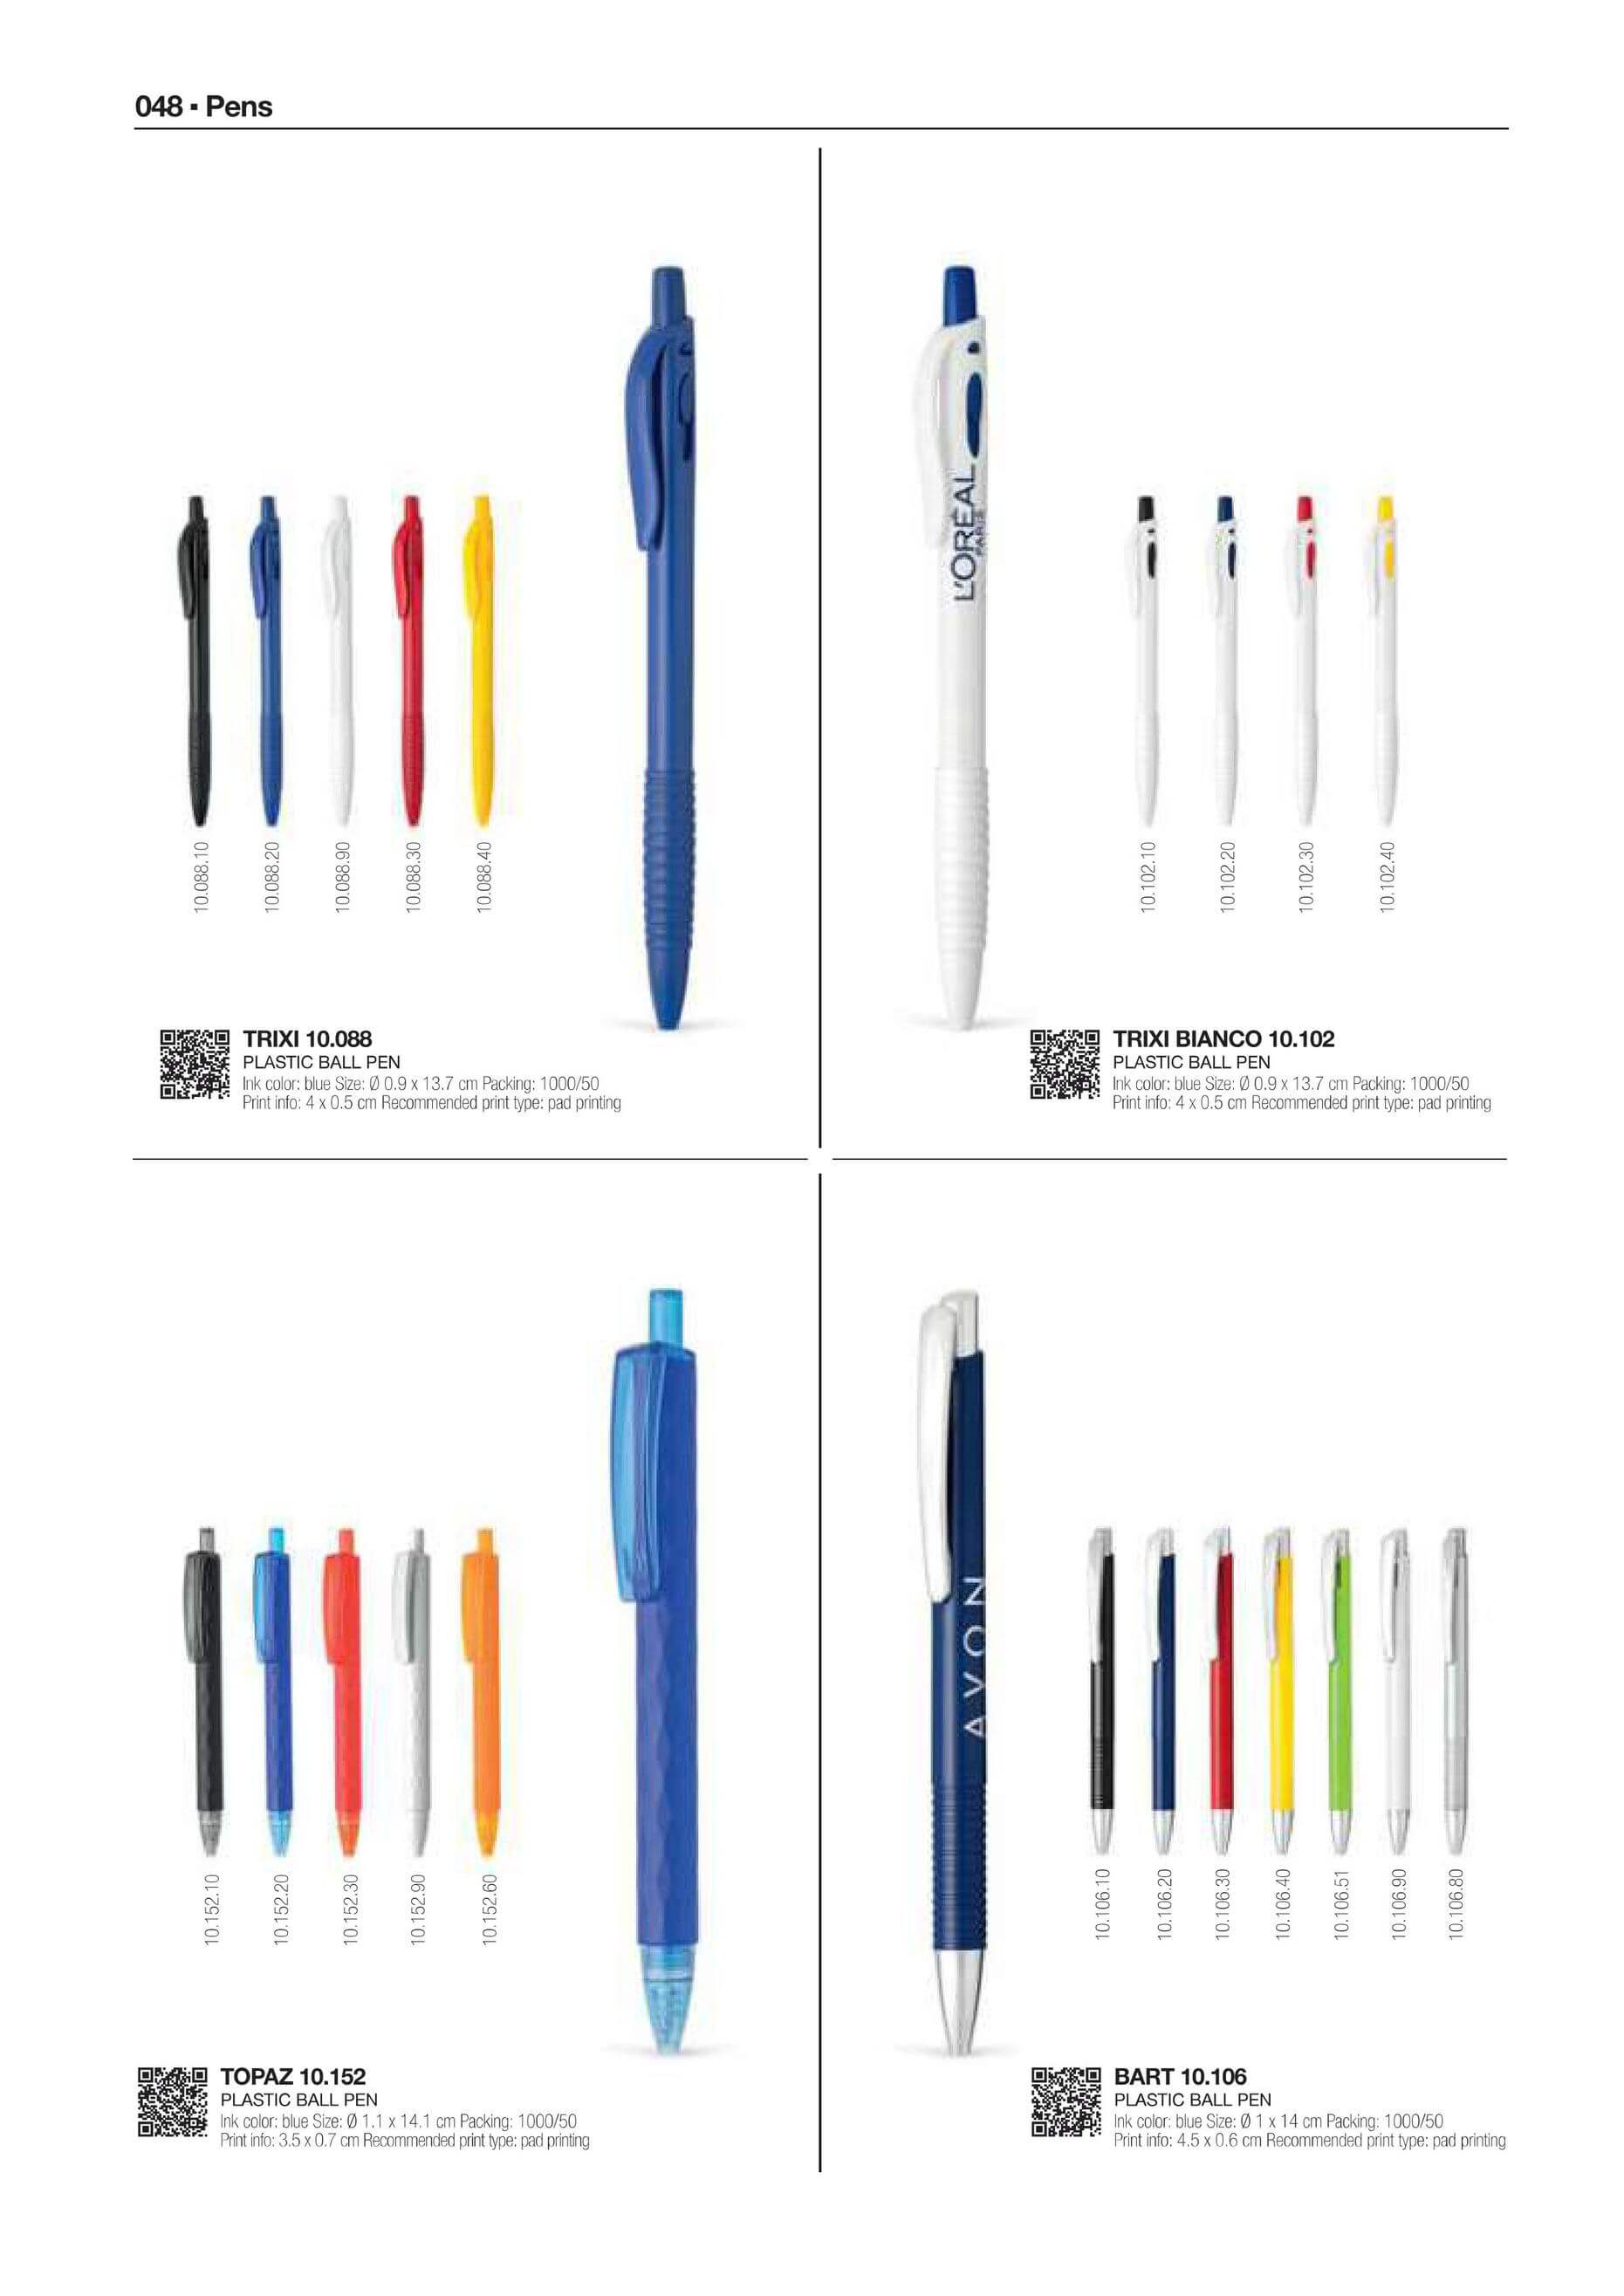 048 ▪ Pens
10.088.10
10.088.20
10.088.90
10.088.30
10.088.40
TRIXI 10.088
PLASTIC BALL PEN
Ink color: blue Size: Ø 0.9 x 13.7 cm Packing: 1000/50
Print info: 4 x 0.5 cm Recommended print type: pad printing
L'ORÉAL
PARIS
10.102.10
10.102.20
10.102.30
10.102.40
TRIXI BIANCO 10.102
PLASTIC BALL PEN
Ink color: blue Size: Ø 0.9 x 13.7 cm Packing: 1000/50
Print info: 4 x 0.5 cm Recommended print type: pad printing
10.152.10
10.152.20
10.152.30
10.152.90
10.152.60
TOPAZ 10.152
PLASTIC BALL PEN
Ink color: blue Size: Ø 1.1 x 14.1 cm Packing: 1000/50
Print info: 3.5 x 0.7 cm Recommended print type: pad printing
AVON
10.106.10
10.106.20
10.106.30
10.106.40
10.106.51
10.106.90
10.106.80
BART 10.106
PLASTIC BALL PEN
Ink color: blue Size: Ø 1 x 14 cm Packing: 1000/50
Print info: 4.5 x 0.6 cm Recommended print type: pad printing